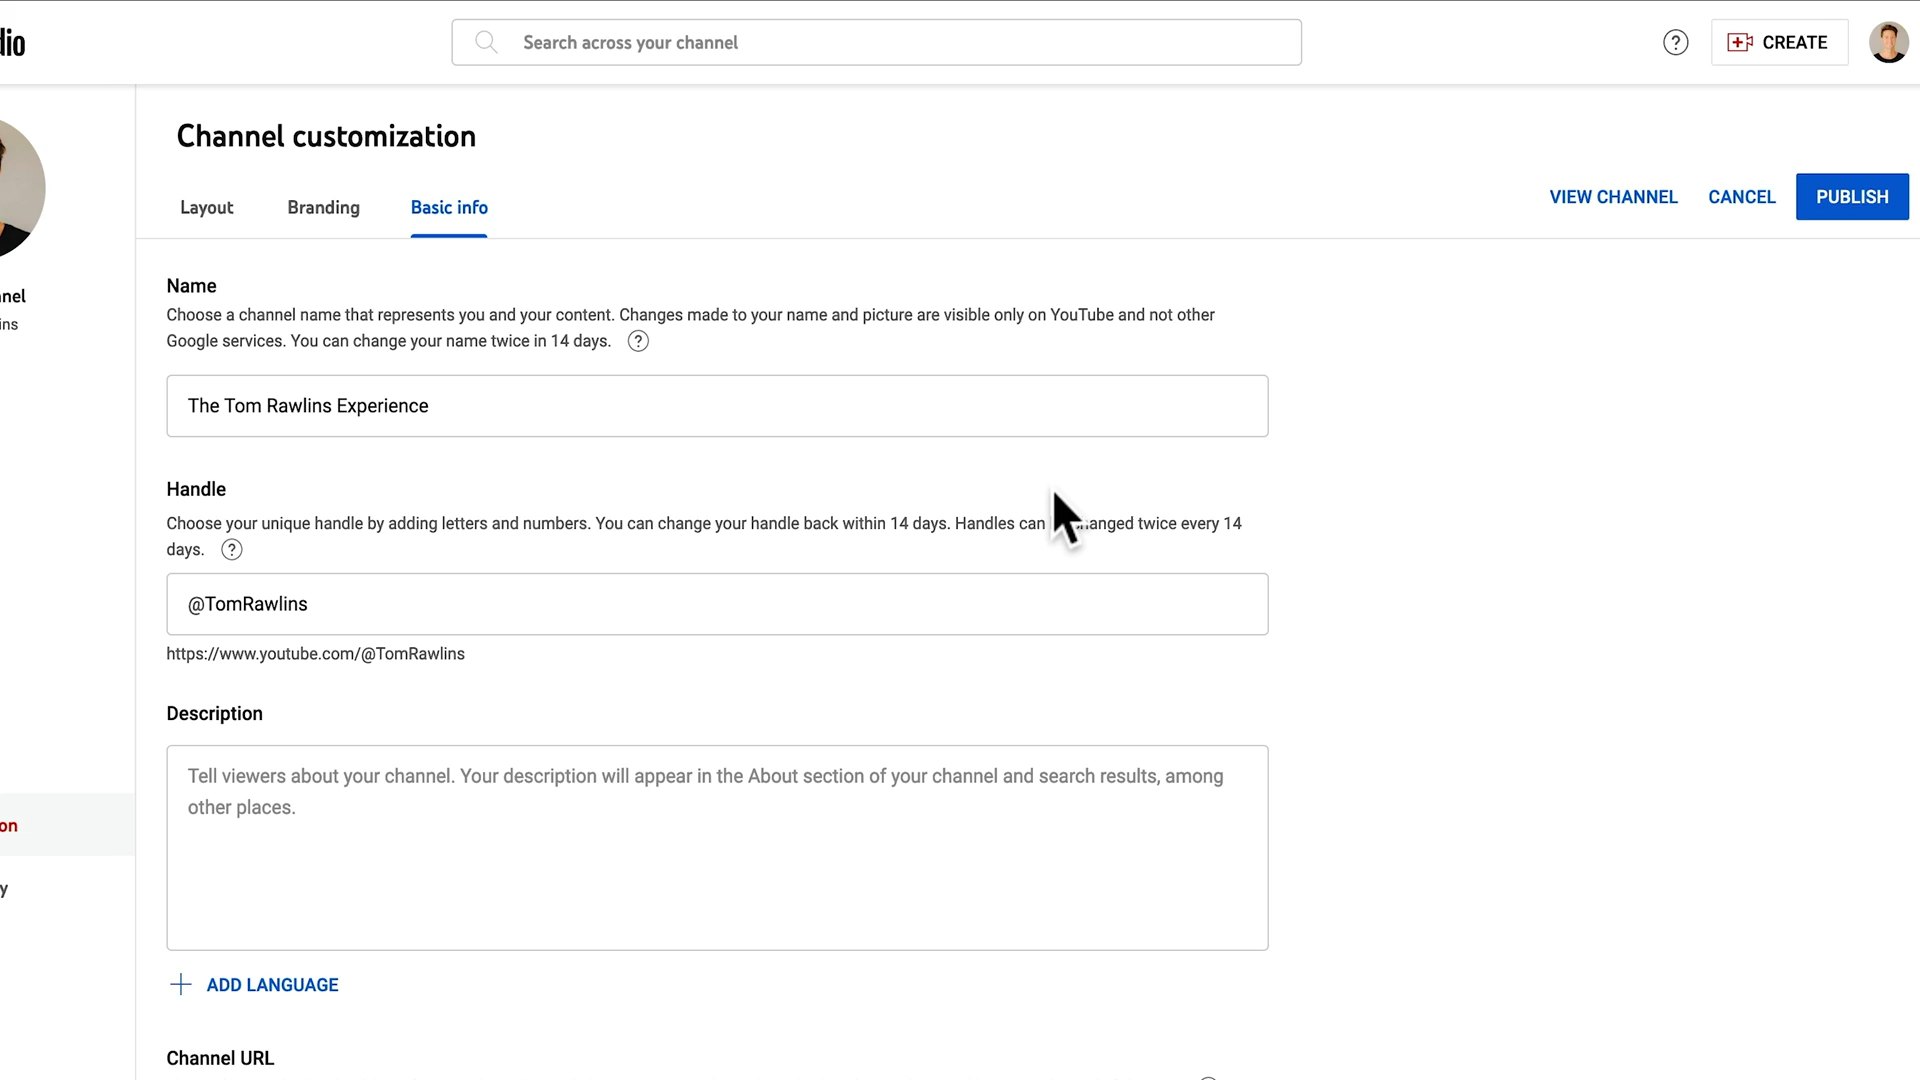 dio
Search across your channel
CREATE
Channel customization
Layout
Branding
Basic info
VIEW CHANNEL
CANCEL
PUBLISH
nel
ins
on
y
Name
Choose a channel name that represents you and your content. Changes made to your name and picture are visible only on YouTube and not other
Google services. You can change your name twice in 14 days.
The Tom Rawlins Experience
Handle
Choose your unique handle by adding letters and numbers. You can change your handle back within 14 days. Handles can hanged twice every 14
days.
@TomRawlins
https://www.youtube.com/@TomRawlins
Description
Tell viewers about your channel. Your description will appear in the About section of your channel and search results, among
other places.
ADD LANGUAGE
Channel URL